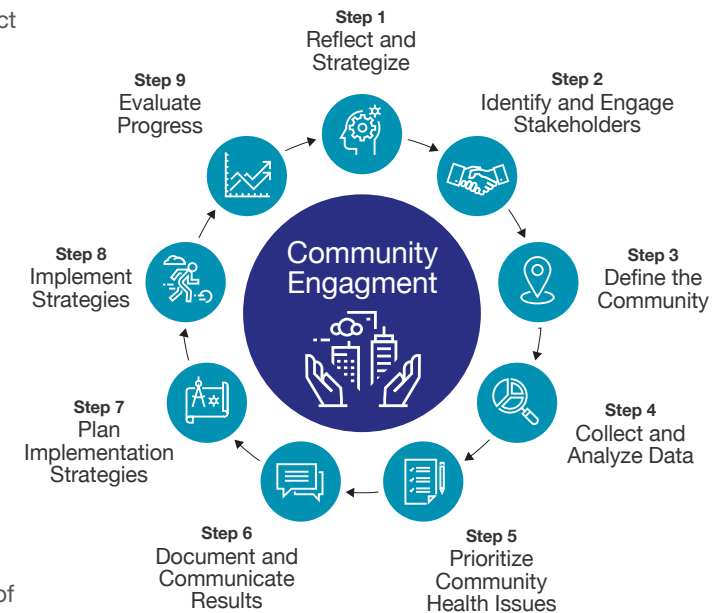 ect
Step 1
Reflect and
Strategize
Step 2
Identify and Engage
Stakeholders
Step 3
Define the
Community
Step 4
Collect and
Analyze Data
Step 5
Prioritize
Community
Health Issues
Step 6
Document and
Communicate
Results
Step 7
Plan
Implementation
Strategies
Step 8
Implement
Strategies
Step 9
Evaluate
Progress
Community
Engagment
of